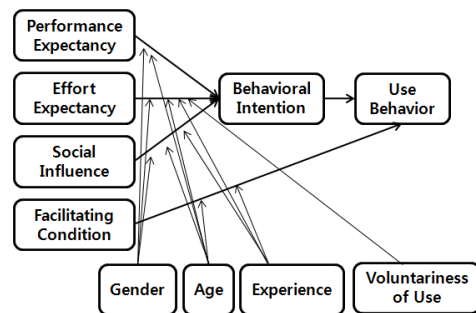 Performance
Expectancy
Effort
Expectancy
Behavioral
Intention
Use
Behavior
Social
Influence
Facilitating
Condition
Gender
Age
Experience
Voluntariness
of Use